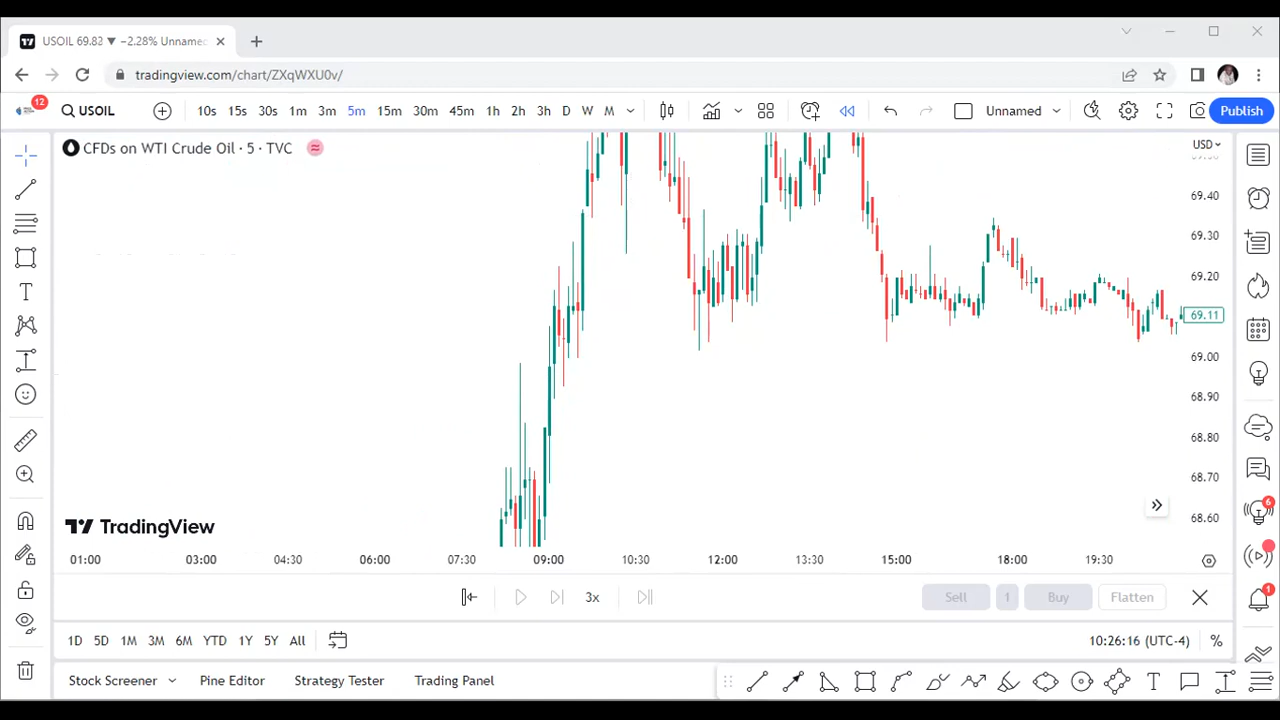 USOIL 69.82 ▼ −2.28% Unnamed
tradingview.com/chart/ZXqWXU0v/
12
USOIL
10s 15s 30s 1m 3m 5m 15m 30m 45m 1h 2h 3h D W M
Unnamed
Publish
CFDs on WTI Crude Oil · 5 · TVC
USD
69.40
69.30
69.20
69.11
69.00
68.90
68.80
68.70
68.60
TradingView
01:00 03:00 04:30 06:00 07:30 09:00 10:30 12:00 13:30 15:00 18:00 19:30
3x
Sell 1 Buy Flatten
1D 5D 1M 3M 6M YTD 1Y 5Y All
10:26:16 (UTC-4) %
Stock Screener Pine Editor Strategy Tester Trading Panel
6
1